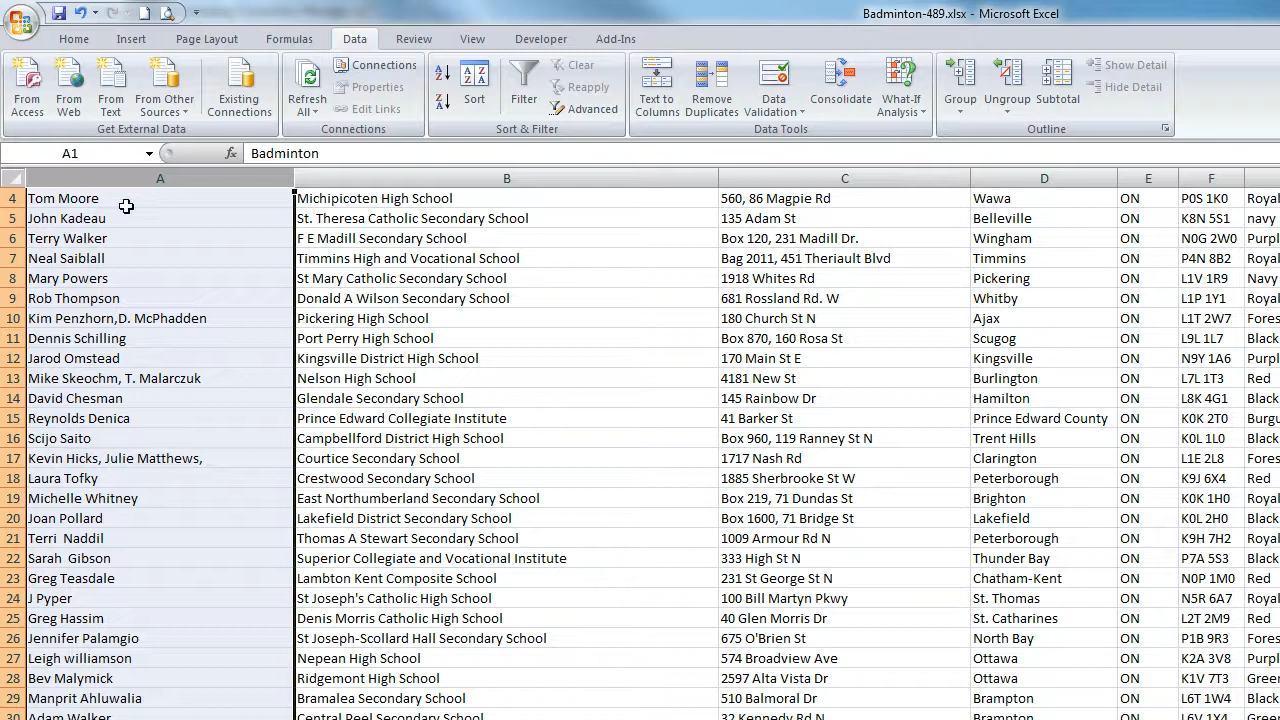 Badminton-489.xlsx - Microsoft Excel
Home Insert Page Layout Formulas Data Review View Developer Add-Ins
From Access From Web From Text From Other Sources Existing Connections
Get External Data
Refresh All Connections Properties Edit Links
Connections
Sort Filter Clear Reapply Advanced
Sort & Filter
Text to Columns Remove Duplicates Data Validation Consolidate What-If Analysis
Data Tools
Group Ungroup Subtotal Show Detail Hide Detail
Outline
A1 fx Badminton
A B C D E F
4 Tom Moore Michipicoten High School 560, 86 Magpie Rd Wawa ON P0S 1K0 Royal
5 John Kadeau St. Theresa Catholic Secondary School 135 Adam St Belleville ON K8N 5S1 navy
6 Terry Walker F E Madill Secondary School Box 120, 231 Madill Dr. Wingham ON N0G 2W0 Purpl
7 Neal Saiblall Timmins High and Vocational School Bag 2011, 451 Theriault Blvd Timmins ON P4N 8B2 Royal
8 Mary Powers St Mary Catholic Secondary School 1918 Whites Rd Pickering ON L1V 1R9 Navy
9 Rob Thompson Donald A Wilson Secondary School 681 Rossland Rd. W Whitby ON L1P 1Y1 Royal
10 Kim Penzhorn,D. McPhadden Pickering High School 180 Church St N Ajax ON L1T 2W7 Fores
11 Dennis Schilling Port Perry High School Box 870, 160 Rosa St Scugog ON L9L 1L7 Black
12 Jarod Omstead Kingsville District High School 170 Main St E Kingsville ON N9Y 1A6 Purpl
13 Mike Skeochm, T. Malarczuk Nelson High School 4181 New St Burlington ON L7L 1T3 Red
14 David Chesman Glendale Secondary School 145 Rainbow Dr Hamilton ON L8K 4G1 Black
15 Reynolds Denica Prince Edward Collegiate Institute 41 Barker St Prince Edward County ON K0K 2T0 Burgu
16 Scijo Saito Campbellford District High School Box 960, 119 Ranney St N Trent Hills ON K0L 1L0 Black
17 Kevin Hicks, Julie Matthews, Courtice Secondary School 1717 Nash Rd Clarington ON L1E 2L8 Fores
18 Laura Tofky Crestwood Secondary School 1885 Sherbrooke St W Peterborough ON K9J 6X4 Red
19 Michelle Whitney East Northumberland Secondary School Box 219, 71 Dundas St Brighton ON K0K 1H0 Royal
20 Joan Pollard Lakefield District Secondary School Box 1600, 71 Bridge St Lakefield ON K0L 2H0 Black
21 Terri  Naddil Thomas A Stewart Secondary School 1009 Armour Rd N Peterborough ON K9H 7H2 Royal
22 Sarah  Gibson Superior Collegiate and Vocational Institute 333 High St N Thunder Bay ON P7A 5S3 Black
23 Greg Teasdale Lambton Kent Composite School 231 St George St N Chatham-Kent ON N0P 1M0 Red
24 J Pyper St Joseph's Catholic High School 100 Bill Martyn Pkwy St. Thomas ON N5R 6A7 Royal
25 Greg Hassim Denis Morris Catholic High School 40 Glen Morris Dr St. Catharines ON L2T 2M9 Red
26 Jennifer Palamgio St Joseph-Scollard Hall Secondary School 675 O'Brien St North Bay ON P1B 9R3 Fores
27 Leigh williamson Nepean High School 574 Broadview Ave Ottawa ON K2A 3V8 Purpl
28 Bev Malymick Ridgemont High School 2597 Alta Vista Dr Ottawa ON K1V 7T3 Green
29 Manprit Ahluwalia Bramalea Secondary School 510 Balmoral Dr Brampton ON L6T 1W4 Black
30 Adam Walker Central Peel Secondary School 32 Kennedy Rd N Brampton ON L6V 1X4 Green